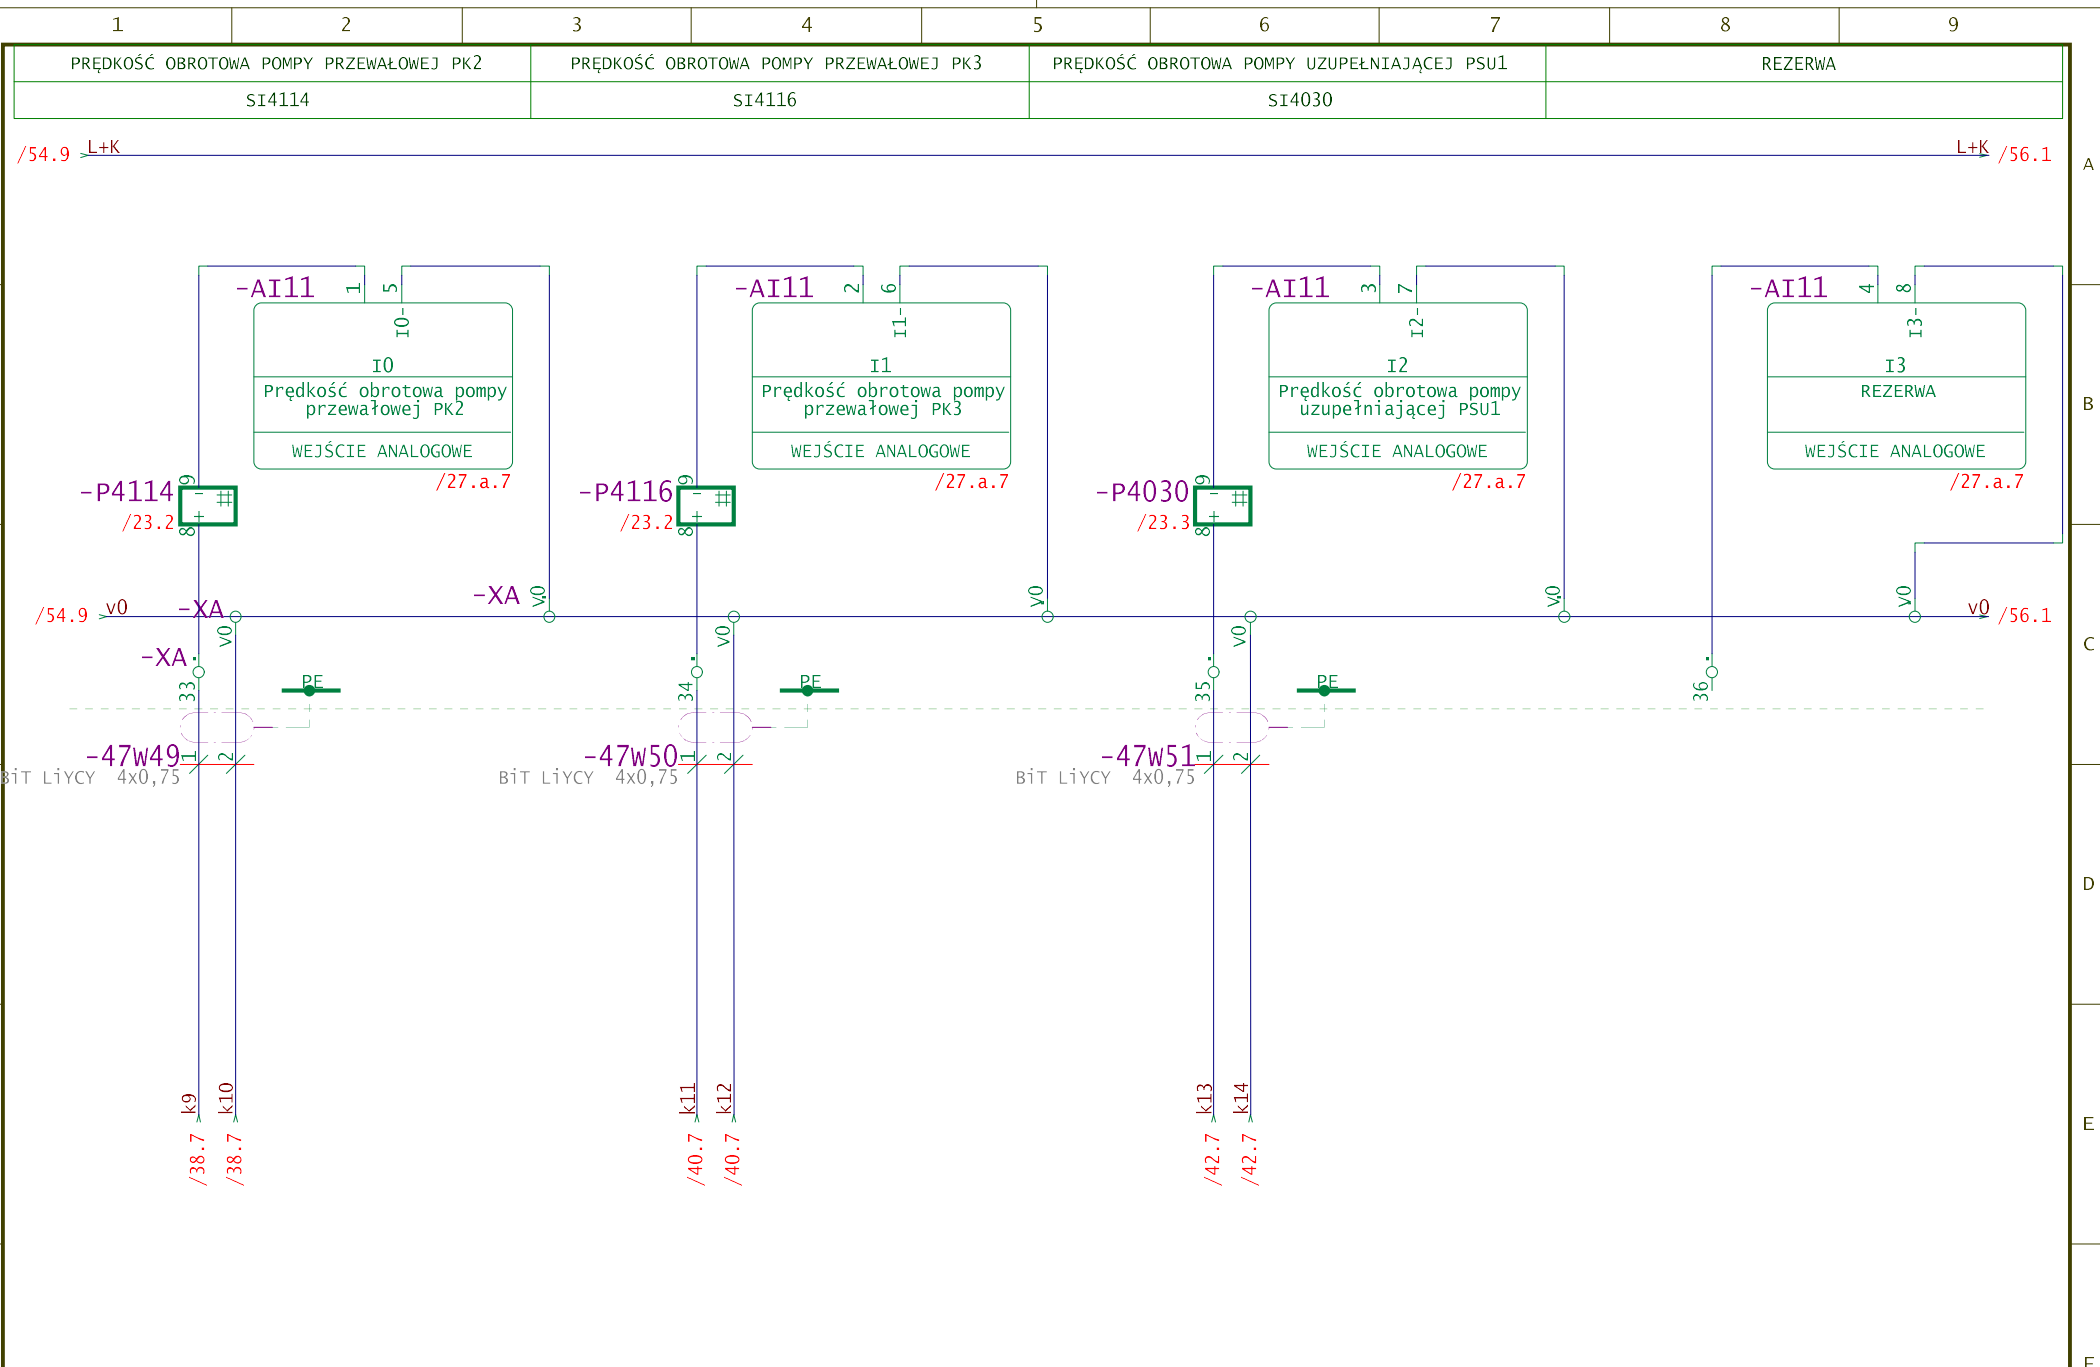 1 2 3 4 5 6 7 8 9
PRĘDKOŚĆ OBROTOWA POMPY PRZEWAŁOWEJ PK2 PRĘDKOŚĆ OBROTOWA POMPY PRZEWAŁOWEJ PK3 PRĘDKOŚĆ OBROTOWA POMPY UZUPEŁNIAJĄCEJ PSU1 REZERWA
SI4114 SI4116 SI4030
/54.9 L+K L+K /56.1
A
-AI11 1 5 -AI11 2 6 -AI11 3 7 -AI11 4 8
I0- I1- I2- I3-
I0 I1 I2 I3
Prędkość obrotowa pompy Prędkość obrotowa pompy Prędkość obrotowa pompy REZERWA
przewałowej PK2 przewałowej PK3 uzupełniającej PSU1
B
WEJŚCIE ANALOGOWE WEJŚCIE ANALOGOWE WEJŚCIE ANALOGOWE WEJŚCIE ANALOGOWE
/27.a.7 /27.a.7 /27.a.7 /27.a.7
9 9 9
-P4114 - # -P4116 - # -P4030 - #
/23.2 + /23.2 + /23.3 +
8 8 8
-XA v0 v0 v0 v0
/54.9 v0 -XA v0 /56.1
v0 v0 v0
C
-XA
33 PE 34 PE 35 PE 36
-47W49 1 2 -47W50 1 2 -47W51 1 2
BiT LiYCY 4x0,75 BiT LiYCY 4x0,75 BiT LiYCY 4x0,75
D
k9 k10 k11 k12 k13 k14
E
/38.7 /38.7 /40.7 /40.7 /42.7 /42.7
F